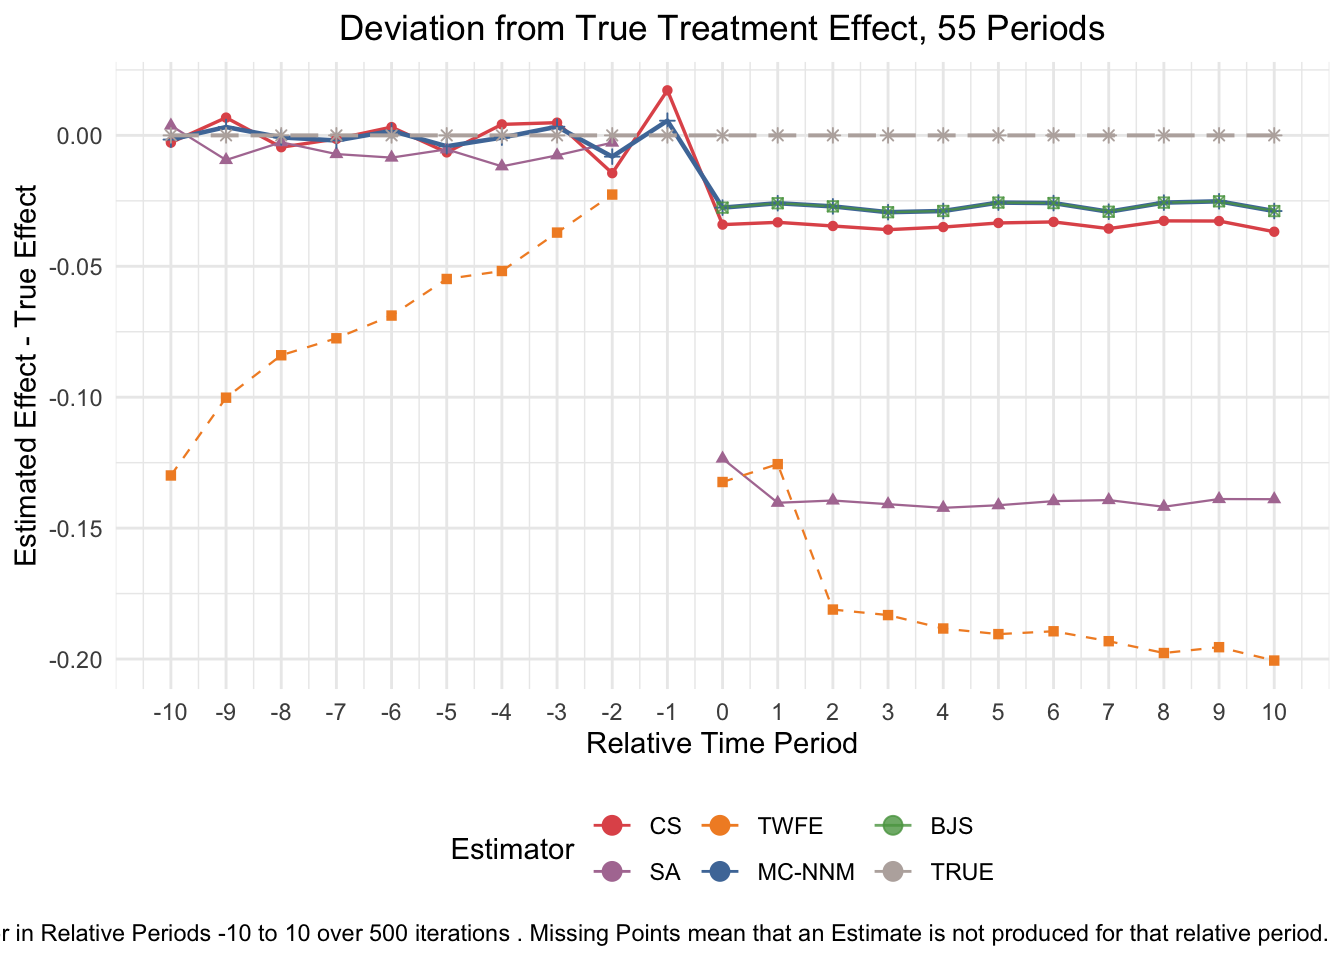 Deviation from True Treatment Effect, 55 Periods
Estimated Effect - True Effect
0.00
-0.05
-0.10
-0.15
-0.20
-10 -9 -8 -7 -6 -5 -4 -3 -2 -1 0 1 2 3 4 5 6 7 8 9 10
Relative Time Period
Estimator
CS TWFE BJS
SA MC-NNM TRUE
in Relative Periods -10 to 10 over 500 iterations . Missing Points mean that an Estimate is not produced for that relative period.